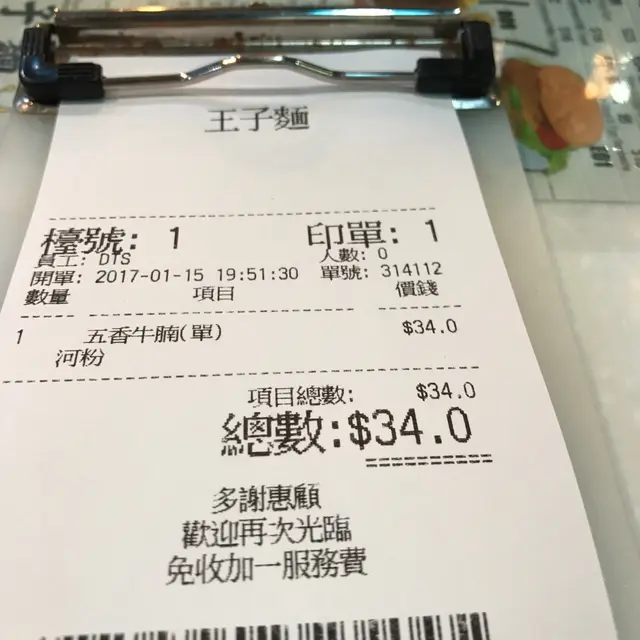 王子麵
檯號: 1 印單: 1
員工: DTS 人數: 0
開單: 2017-01-15 19:51:30 單號: 314112
數量 項目 價錢
1 五香牛腩(單) $34.0
河粉
項目總數: $34.0
總數:$34.0
多謝惠顧
歡迎再次光臨
免收加一服務費